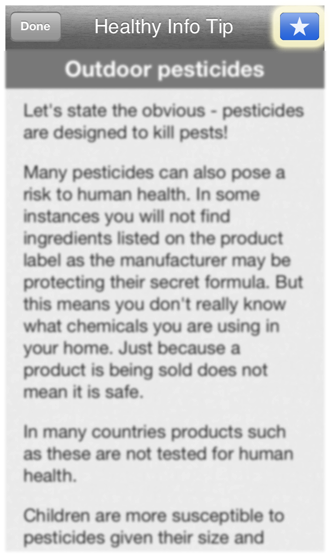 Done
Healthy Info Tip
Outdoor pesticides
Let's state the obvious - pesticides
are designed to kill pests!
Many pesticides can also pose a
risk to human health. In some
instances you will not find
ingredients listed on the product
label as the manufacturer may be
protecting their secret formula. But
this means you don't really know
what chemicals you are using in
your home. Just because a
product is being sold does not
mean it is safe.
In many countries products such
as these are not tested for human
health.
Children are more susceptible to
pesticides given their size and